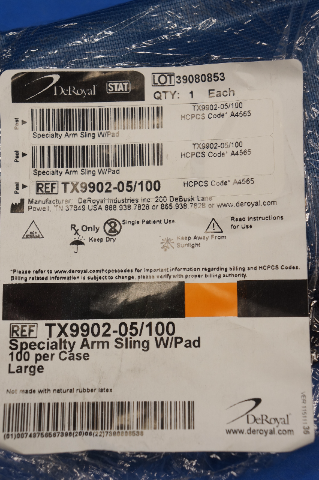 DeRoyal STAT LOT 39080853
QTY: 1 Each
Peel
TX9902-05/100
HCPCS Code* A4565
Specialty Arm Sling W/Pad
Peel
TX9902-05/100
HCPCS Code* A4565
Specialty Arm Sling W/Pad
Peel
REF TX9902-05/100 HCPCS Code* A4565
Manufacturer: DeRoyal Industries Inc. 200 DeBusk Lane
Powell, TN 37849 USA 888.938.7828 or 865.938.7828 or www.deroyal.com
Rx Only
Single Patient Use
Read Instructions
for Use
Keep Dry
Keep Away From
Sunlight
*Please refer to www.deroyal.com/hcpcscodes for important information regarding billing and HCPCS Codes.
Billing related information is subject to change, please verify with proper billing authority.
REF TX9902-05/100
Specialty Arm Sling W/Pad
100 per Case
Large
Not made with natural rubber latex
DeRoyal
www.deroyal.com